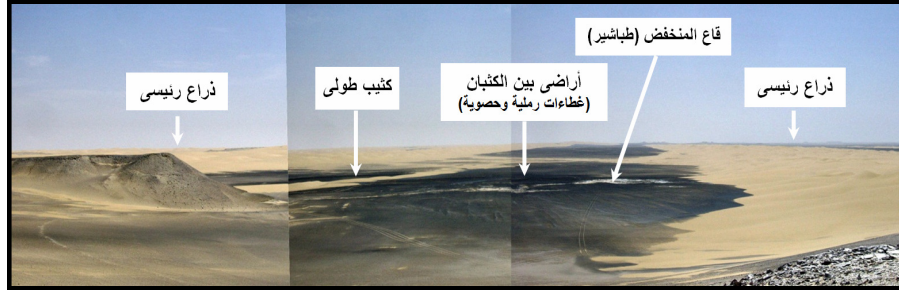 ذراع رئيسى
قاع المنخفض (طباشير)
أراضى بين الكثبان
(غطاءات رملية وحصوية)
كثيب طولى
ذراع رئيسى